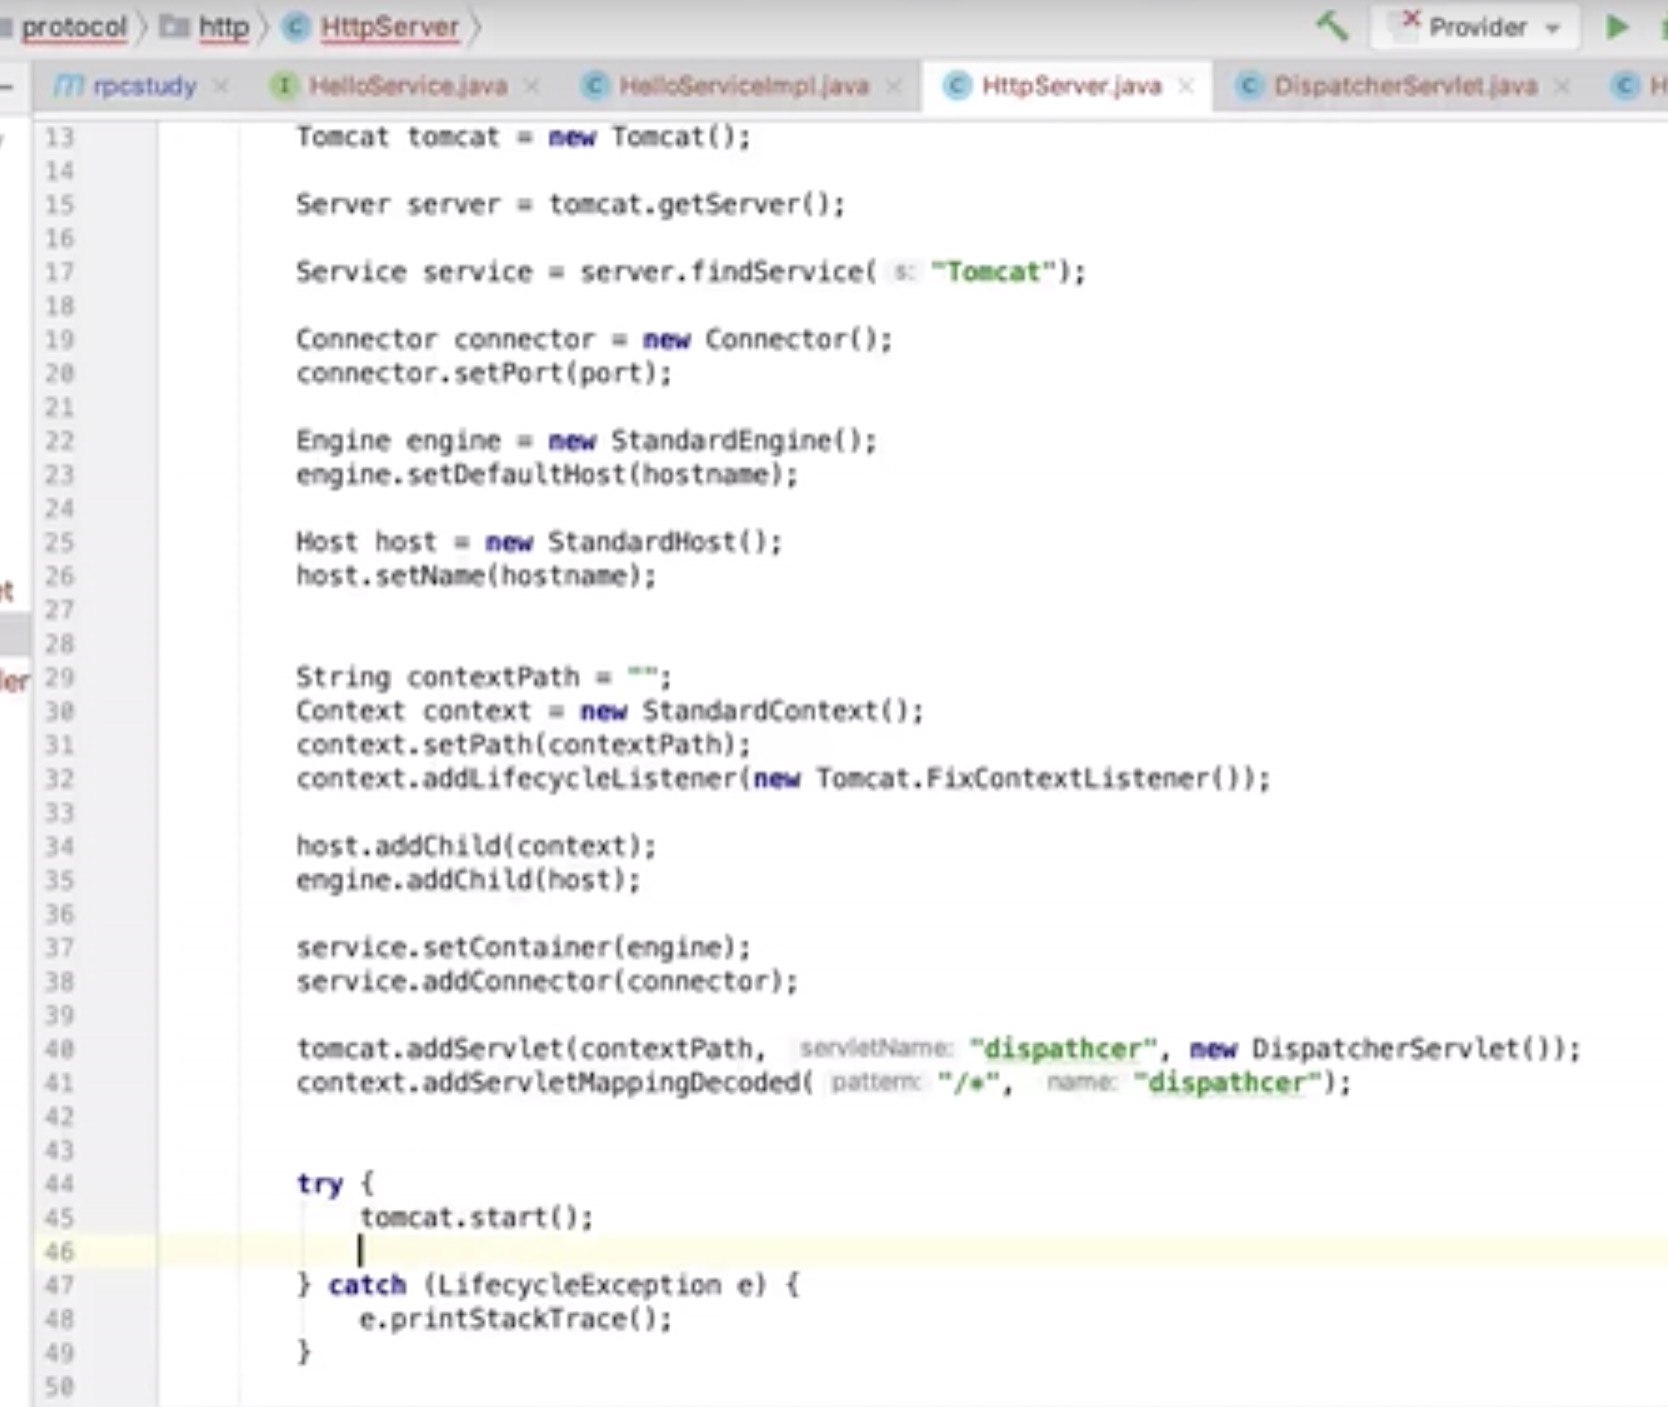 protocol http HttpServer Provider
rpcstudy HelloService.java HelloServiceImpl.java HttpServer.java DispatcherServlet.java
13 Tomcat tomcat = new Tomcat();
14
15 Server server = tomcat.getServer();
16
17 Service service = server.findService( s: "Tomcat");
18
19 Connector connector = new Connector();
20 connector.setPort(port);
21
22 Engine engine = new StandardEngine();
23 engine.setDefaultHost(hostname);
24
25 Host host = new StandardHost();
26 host.setName(hostname);
27
28
29 String contextPath = "";
30 Context context = new StandardContext();
31 context.setPath(contextPath);
32 context.addLifecycleListener(new Tomcat.FixContextListener());
33
34 host.addChild(context);
35 engine.addChild(host);
36
37 service.setContainer(engine);
38 service.addConnector(connector);
39
40 tomcat.addServlet(contextPath, servletName: "dispathcer", new DispatcherServlet());
41 context.addServletMappingDecoded( pattern: "/*", name: "dispathcer");
42
43
44 try {
45 tomcat.start();
46
47 } catch (LifecycleException e) {
48 e.printStackTrace();
49 }
50